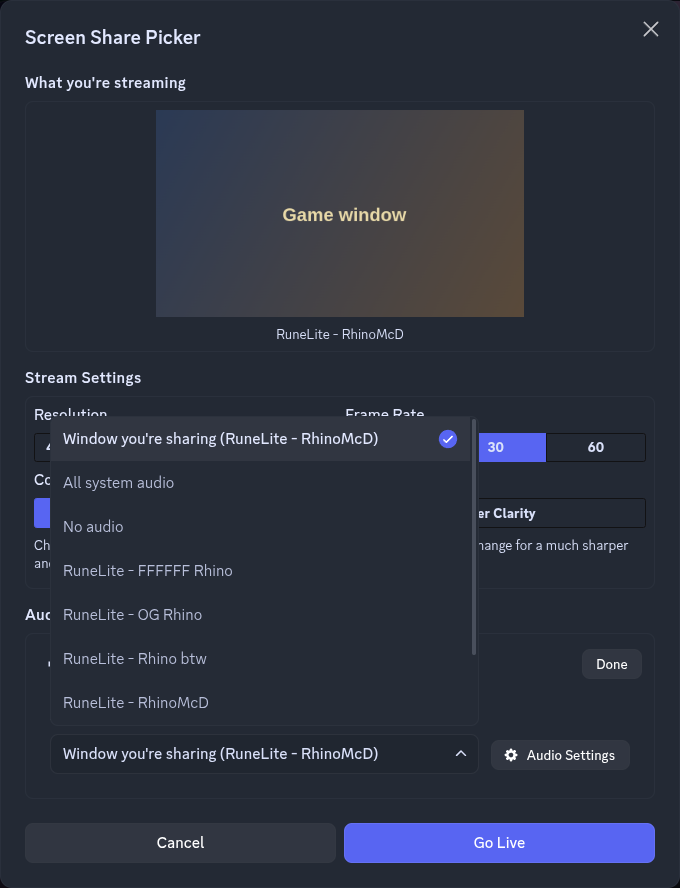 Screen Share Picker
What you're streaming
Game window
RuneLite - RhinoMcD
Stream Settings
Resolution
Frame Rate
30
60
Clarity
hange for a much sharper
Window you're sharing (RuneLite - RhinoMcD)
All system audio
No audio
RuneLite - FFFFFF Rhino
RuneLite - OG Rhino
RuneLite - Rhino btw
RuneLite - RhinoMcD
Done
Window you're sharing (RuneLite - RhinoMcD)
Audio Settings
Cancel
Go Live